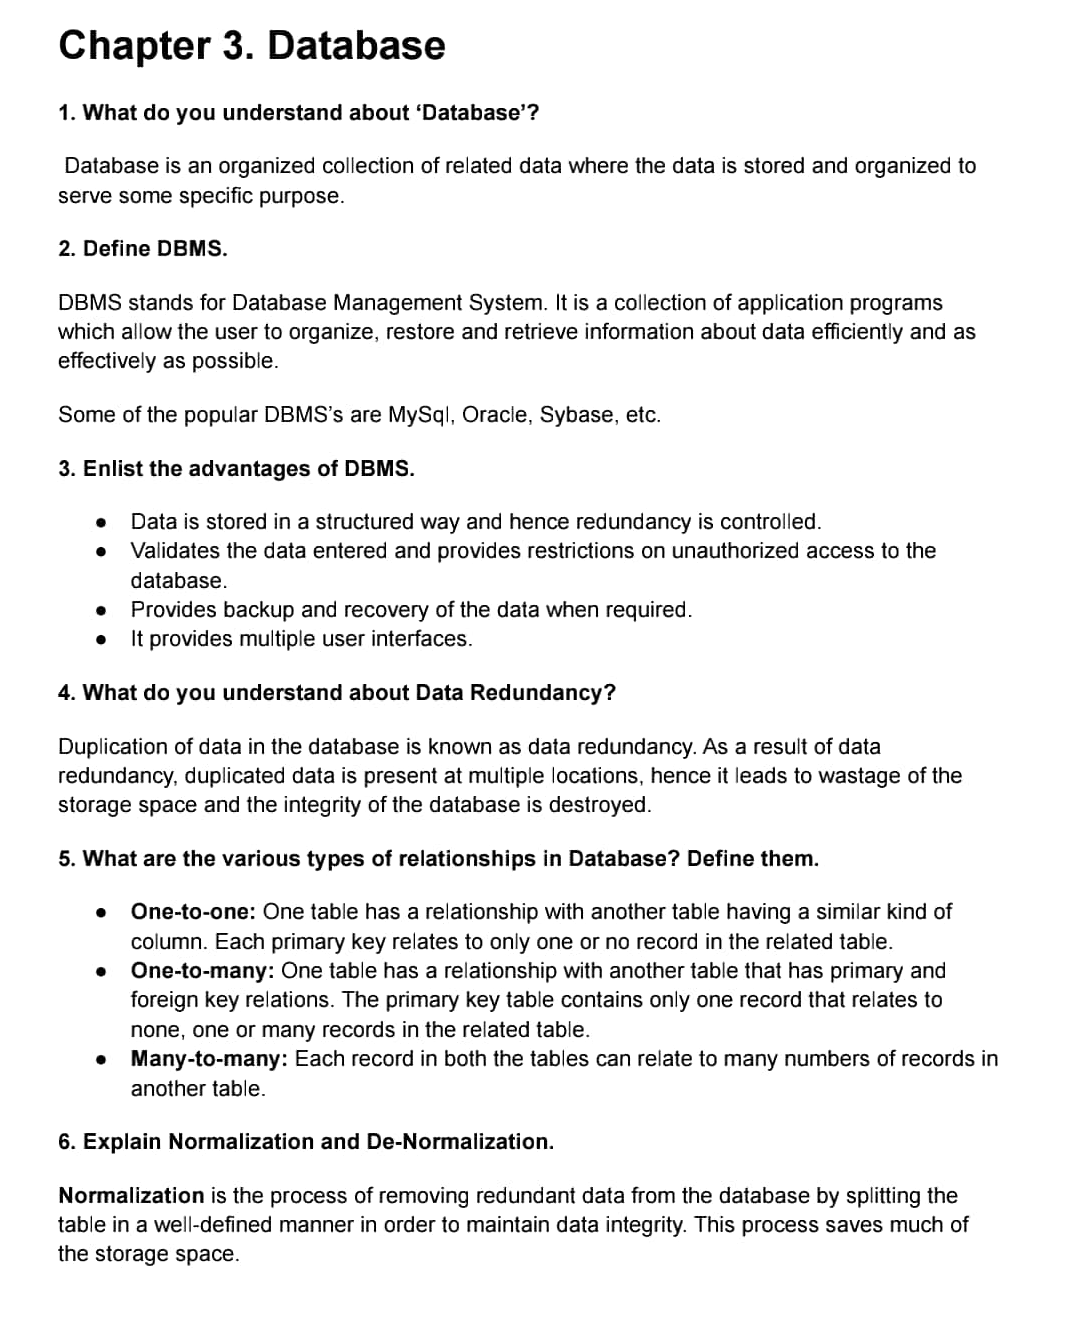 Chapter 3. Database
1. What do you understand about ‘Database’?
Database is an organized collection of related data where the data is stored and organized to
serve some specific purpose.
2. Define DBMS.
DBMS stands for Database Management System. It is a collection of application programs
which allow the user to organize, restore and retrieve information about data efficiently and as
effectively as possible.
Some of the popular DBMS’s are MySql, Oracle, Sybase, etc.
3. Enlist the advantages of DBMS.
● Data is stored in a structured way and hence redundancy is controlled.
● Validates the data entered and provides restrictions on unauthorized access to the
database.
● Provides backup and recovery of the data when required.
● It provides multiple user interfaces.
4. What do you understand about Data Redundancy?
Duplication of data in the database is known as data redundancy. As a result of data
redundancy, duplicated data is present at multiple locations, hence it leads to wastage of the
storage space and the integrity of the database is destroyed.
5. What are the various types of relationships in Database? Define them.
● One-to-one: One table has a relationship with another table having a similar kind of
column. Each primary key relates to only one or no record in the related table.
● One-to-many: One table has a relationship with another table that has primary and
foreign key relations. The primary key table contains only one record that relates to
none, one or many records in the related table.
● Many-to-many: Each record in both the tables can relate to many numbers of records in
another table.
6. Explain Normalization and De-Normalization.
Normalization is the process of removing redundant data from the database by splitting the
table in a well-defined manner in order to maintain data integrity. This process saves much of
the storage space.